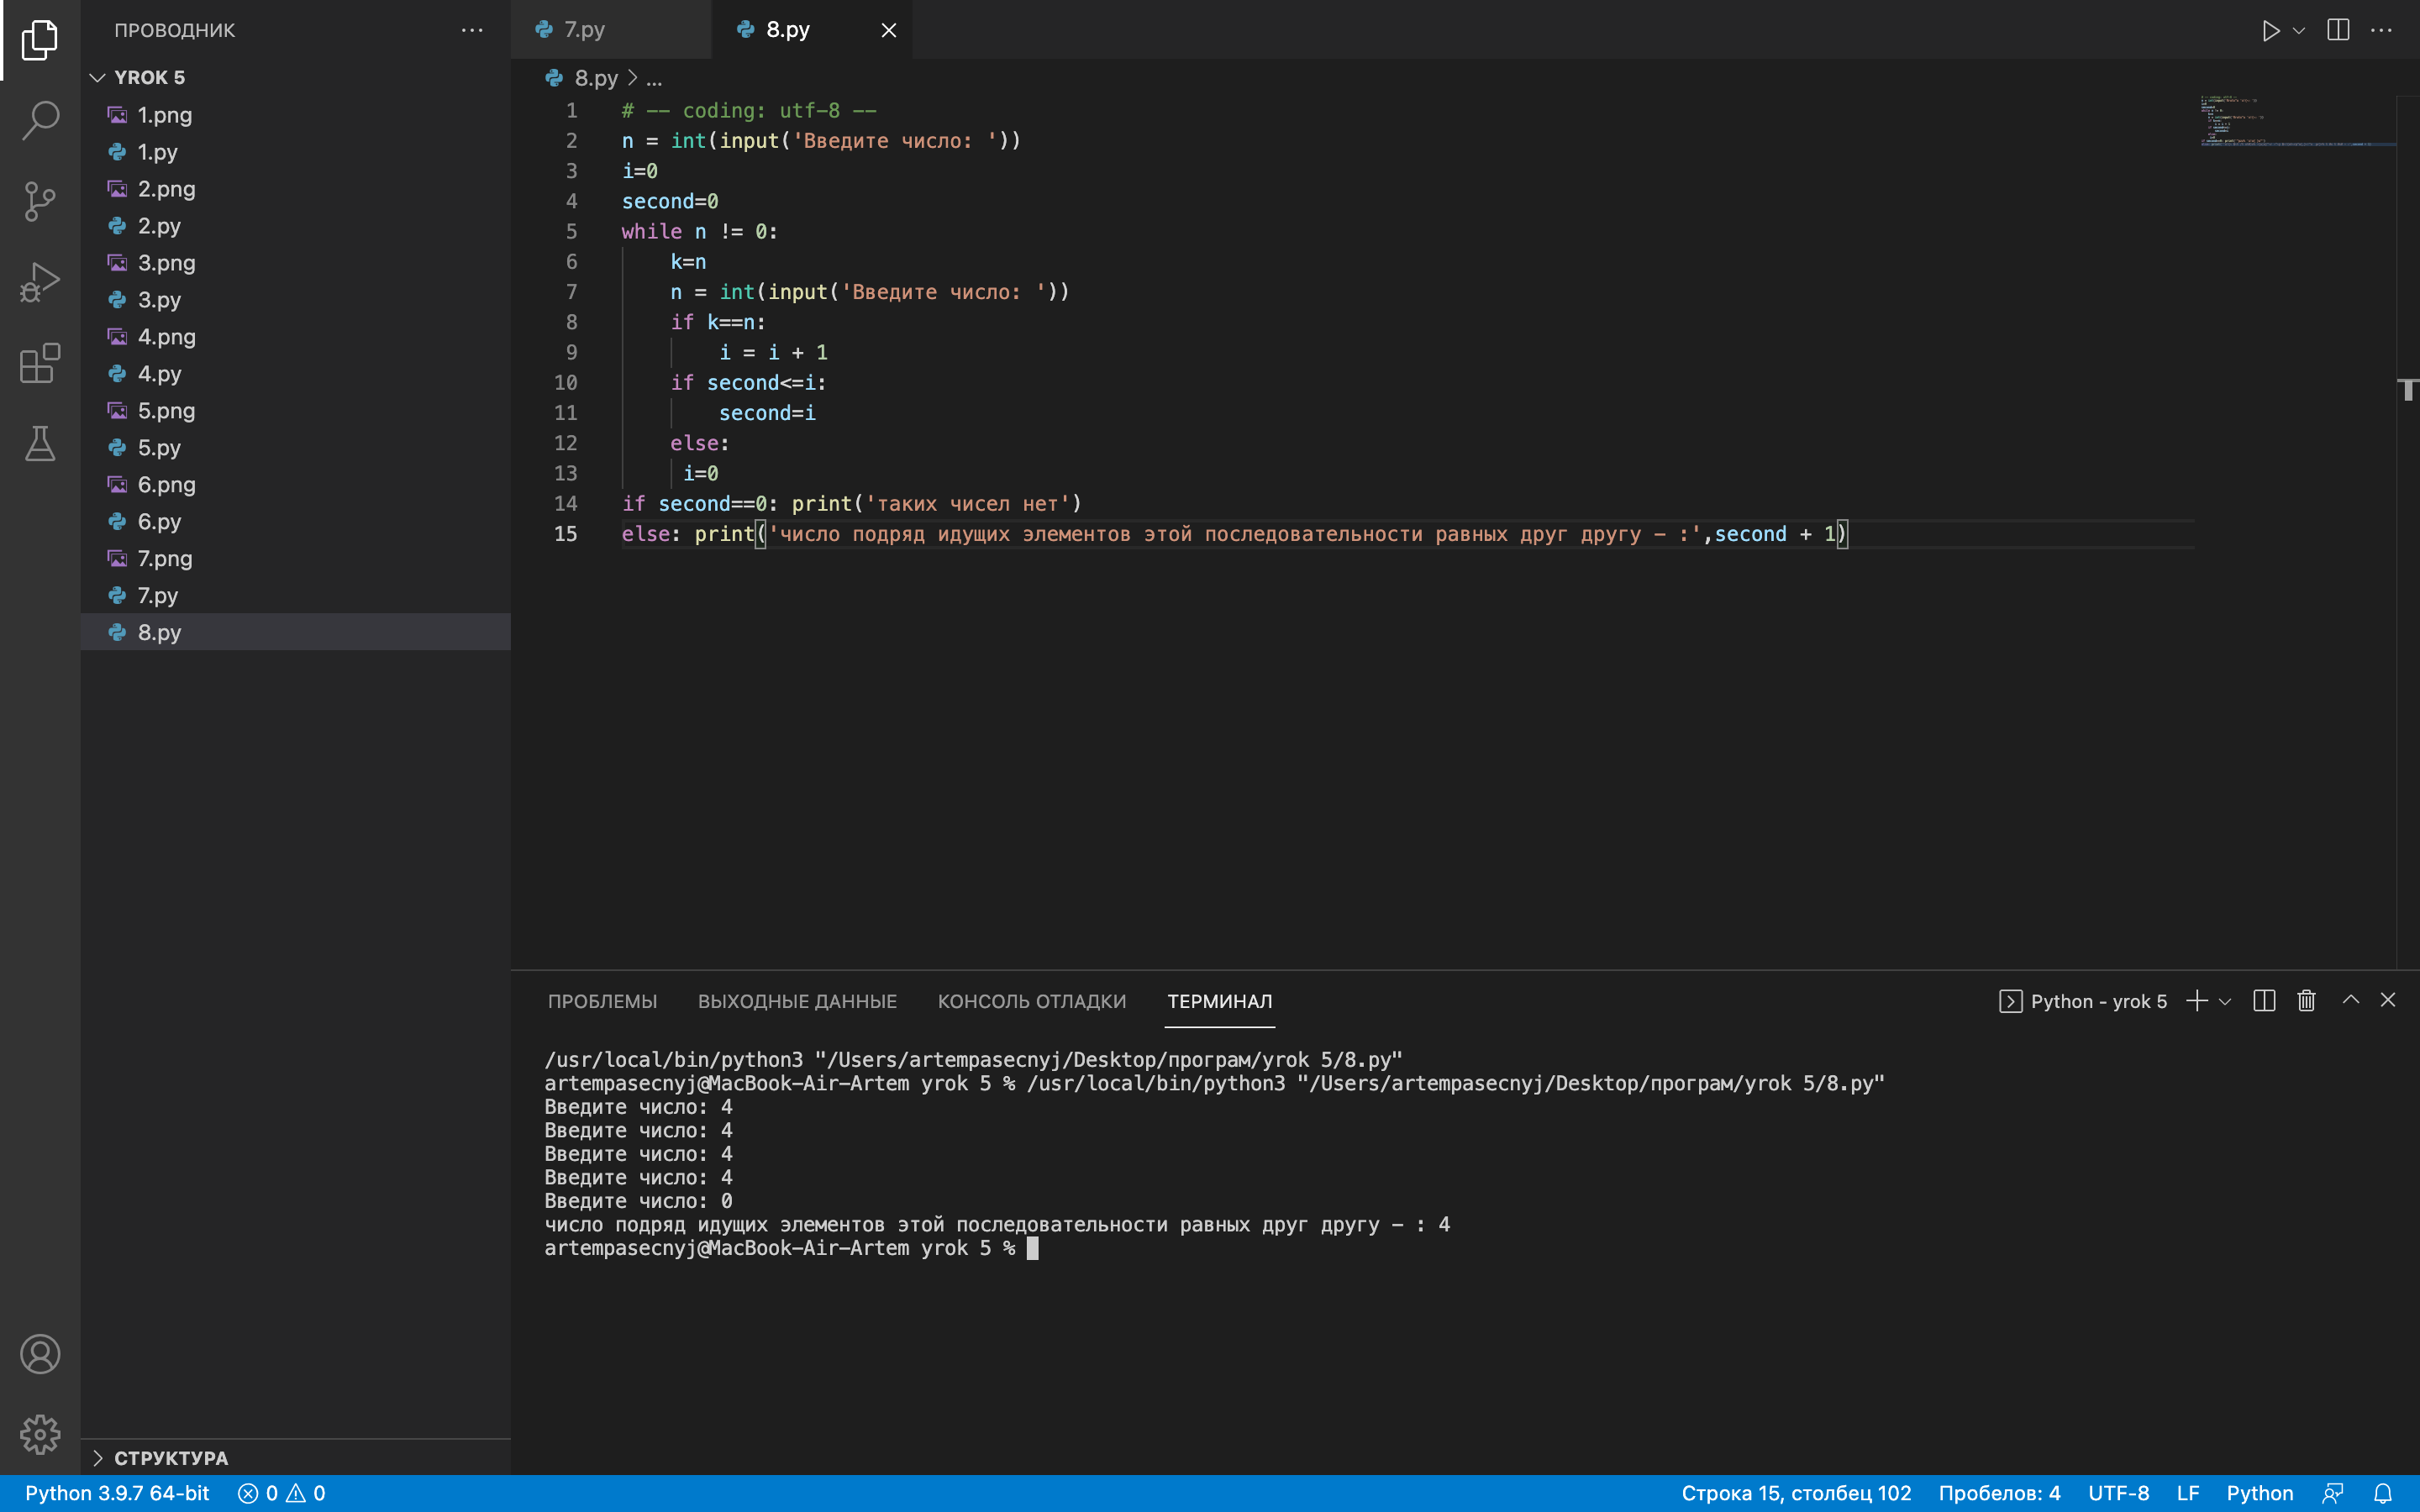 ПРОВОДНИК
YROK 5
1.png
1.py
2.png
2.py
3.png
3.py
4.png
4.py
5.png
5.py
6.png
6.py
7.png
7.py
8.py
СТРУКТУРА
7.py
8.py
8.py > ...
1 # -- coding: utf-8 --
2 n = int(input('Введите число: '))
3 i=0
4 second=0
5 while n != 0:
6 k=n
7 n = int(input('Введите число: '))
8 if k==n:
9 i = i + 1
10 if second<=i:
11 second=i
12 else:
13 i=0
14 if second==0: print('таких чисел нет')
15 else: print('число подряд идущих элементов этой последовательности равных друг другу - :',second + 1)
ПРОБЛЕМЫ ВЫХОДНЫЕ ДАННЫЕ КОНСОЛЬ ОТЛАДКИ ТЕРМИНАЛ Python - yrok 5
/usr/local/bin/python3 "/Users/artempasecnyj/Desktop/програм/yrok 5/8.py"
artempasecnyj@MacBook-Air-Artem yrok 5 % /usr/local/bin/python3 "/Users/artempasecnyj/Desktop/програм/yrok 5/8.py"
Введите число: 4
Введите число: 4
Введите число: 4
Введите число: 4
Введите число: 0
число подряд идущих элементов этой последовательности равных друг другу - : 4
artempasecnyj@MacBook-Air-Artem yrok 5 %
Python 3.9.7 64-bit 0 0 Строка 15, столбец 102 Пробелов: 4 UTF-8 LF Python